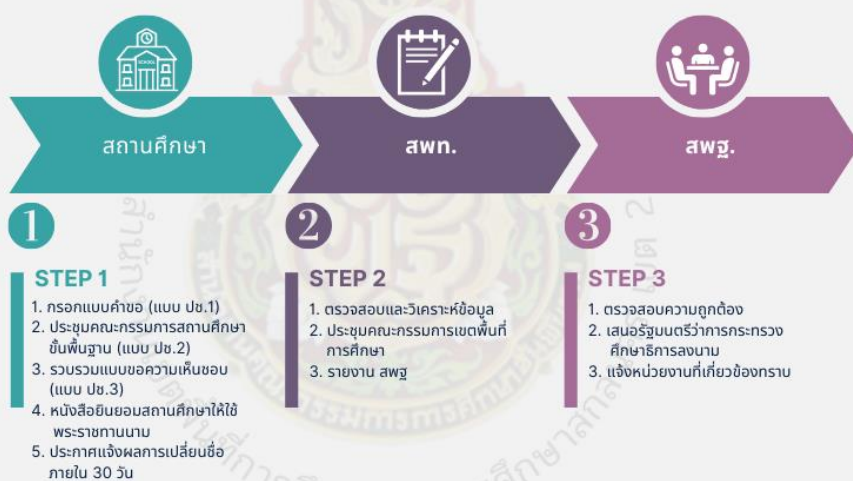 SCHOOL
สถานศึกษา
สพท.
สพฐ.
1
STEP 1
1. กรอกแบบคำขอ (แบบ ปช.1)
2. ประชุมคณะกรรมการสถานศึกษา
ขั้นพื้นฐาน (แบบ ปช.2)
3. รวบรวมแบบขอความเห็นชอบ
(แบบ ปช.3)
4. หนังสือยินยอมสถานศึกษาให้ใช้
พระราชทานนาม
5. ประกาศแจ้งผลการเปลี่ยนชื่อ
ภายใน 30 วัน
2
STEP 2
1. ตรวจสอบและวิเคราะห์ข้อมูล
2. ประชุมคณะกรรมการเขตพื้นที่
การศึกษา
3. รายงาน สพฐ
3
STEP 3
1. ตรวจสอบความถูกต้อง
2. เสนอรัฐมนตรีว่าการกระทรวง
ศึกษาธิการลงนาม
3. แจ้งหน่วยงานที่เกี่ยวข้องทราบ